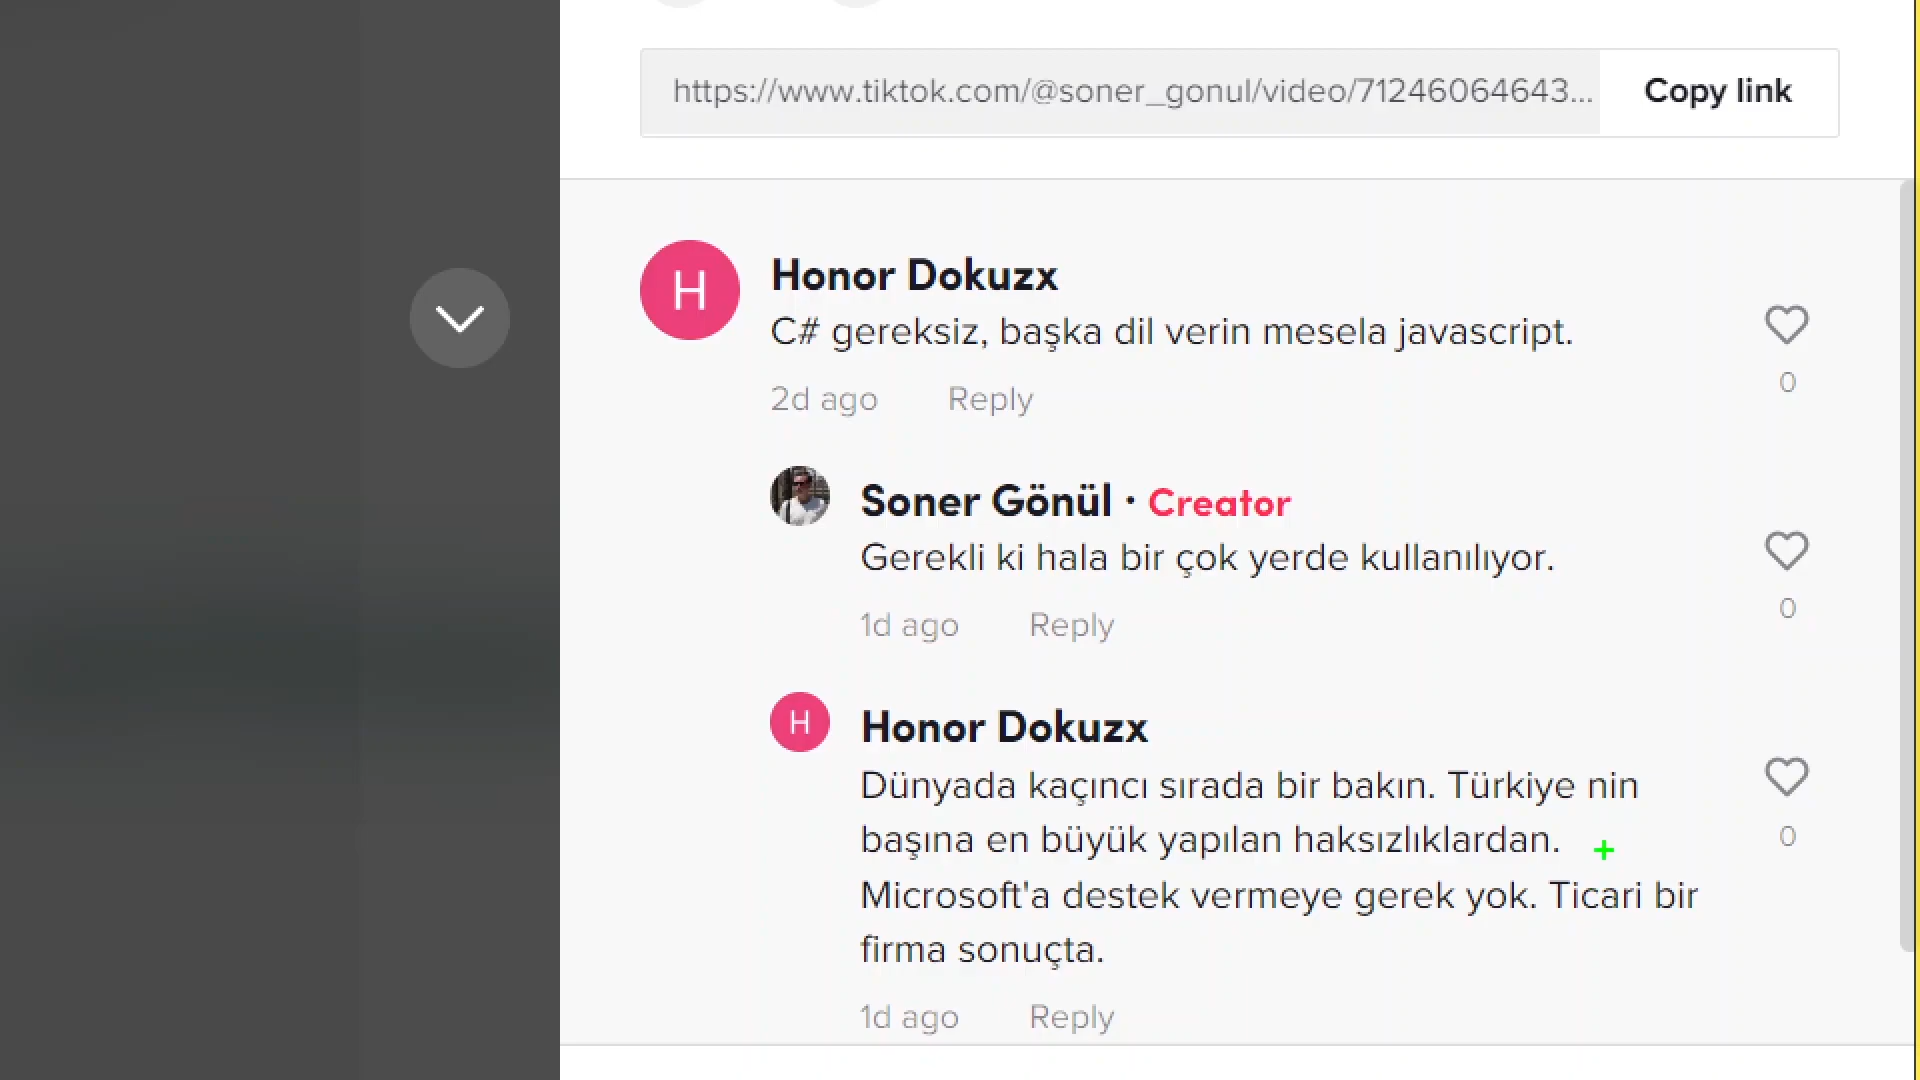 https://www.tiktok.com/@soner_gonul/video/71246064643... Copy link
H Honor Dokuzx
C# gereksiz, başka dil verin mesela javascript.
0
2d ago Reply
Soner Gönül · Creator
Gerekli ki hala bir çok yerde kullanılıyor.
0
1d ago Reply
H Honor Dokuzx
Dünyada kaçıncı sırada bir bakın. Türkiye nin
başına en büyük yapılan haksızlıklardan.
0
Microsoft'a destek vermeye gerek yok. Ticari bir
firma sonuçta.
1d ago Reply